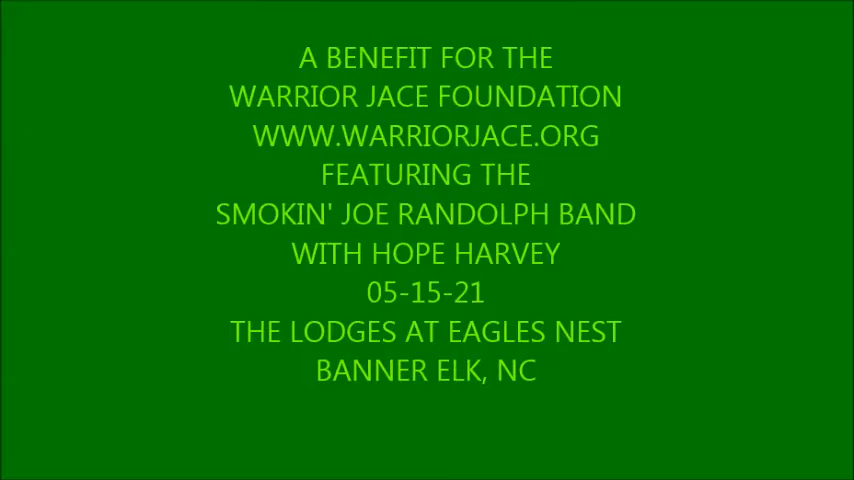 A BENEFIT FOR THE
WARRIOR JACE FOUNDATION
WWW.WARRIORJACE.ORG
FEATURING THE
SMOKIN' JOE RANDOLPH BAND
WITH HOPE HARVEY
05-15-21
THE LODGES AT EAGLES NEST
BANNER ELK, NC